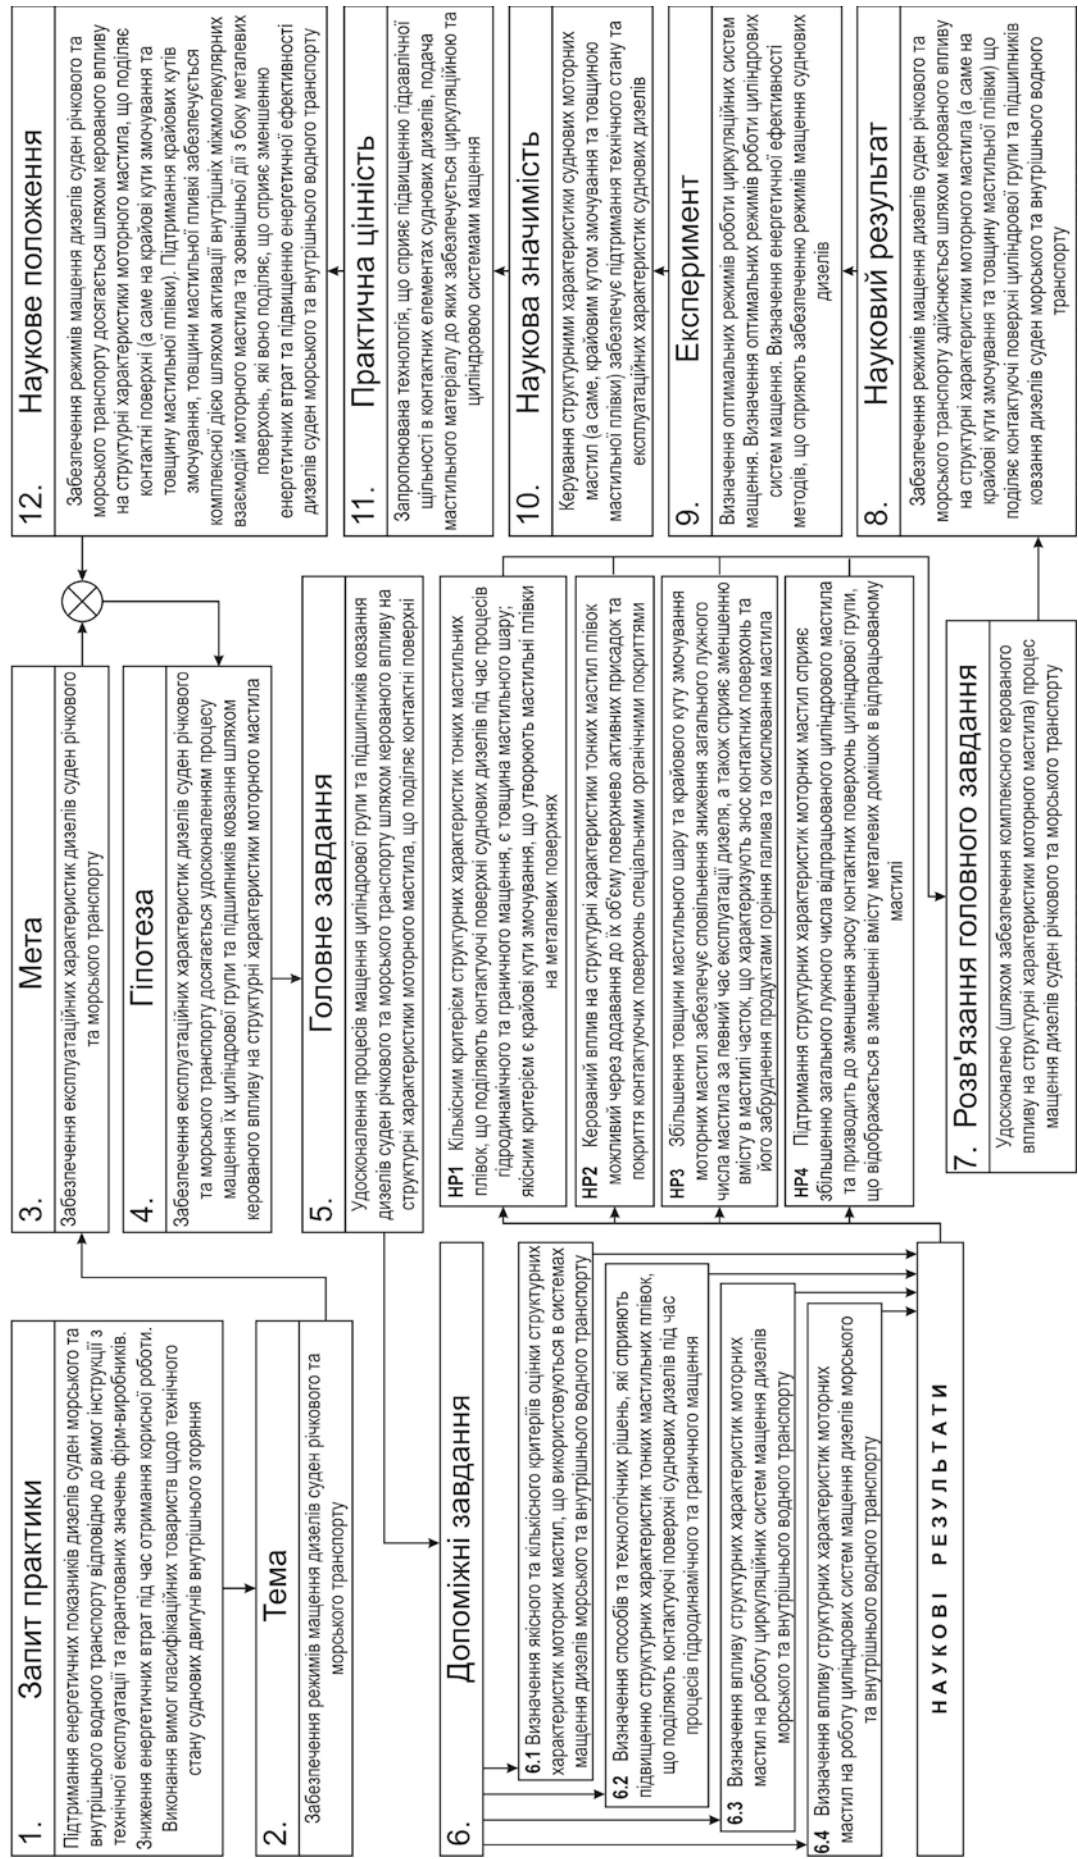 1. Запит практики
Підтримання енергетичних показників дизелів суден морського та
внутрішнього водного транспорту відповідно до вимог інструкції з
технічної експлуатації та гарантованих значень фірм-виробників.
Зниження енергетичних втрат під час отримання корисної роботи.
Виконання вимог класифікаційних товариств щодо технічного
стану суднових двигунів внутрішнього згоряння
2. Тема
Забезпечення режимів мащення дизелів суден річкового та
морського транспорту
3. Мета
Забезпечення експлуатаційних характеристик дизелів суден річкового
та морського транспорту
4. Гіпотеза
Забезпечення експлуатаційних характеристик дизелів суден річкового
та морського транспорту досягається удосконаленням процесу
мащення їх циліндрової групи та підшипників ковзання шляхом
керованого впливу на структурні характеристики моторного мастила
5. Головне завдання
Удосконалення процесів мащення циліндрової групи та підшипників ковзання
дизелів суден річкового та морського транспорту шляхом керованого впливу на
структурні характеристики моторного мастила, що поділяє контактні поверхні
6. Допоміжні завдання
6.1 Визначення якісного та кількісного критеріїв оцінки структурних
характеристик моторних мастил, що використовуються в системах
мащення дизелів морського та внутрішнього водного транспорту
6.2 Визначення способів та технологічних рішень, які сприяють
підвищенню структурних характеристик тонких мастильних плівок,
що поділяють контактуючі поверхні суднових дизелів під час
процесів гідродинамічного та граничного мащення
6.3 Визначення впливу структурних характеристик моторних
мастил на роботу циркуляційних систем мащення дизелів
морського та внутрішнього водного транспорту
6.4 Визначення впливу структурних характеристик моторних
мастил на роботу циліндрових систем мащення дизелів морського
та внутрішнього водного транспорту
НАУКОВІ РЕЗУЛЬТАТИ
НР1 Кількісним критерієм структурних характеристик тонких мастильних
плівок, що поділяють контактуючі поверхні суднових дизелів під час процесів
гідродинамічного та граничного мащення, є товщина мастильного шару;
якісним критерієм є крайові кути змочування, що утворюють мастильні плівки
на металевих поверхнях
НР2 Керований вплив на структурні характеристики тонких мастил плівок
можливий через додавання до їх об'єму поверхнево активних присадок та
покриття контактуючих поверхонь спеціальними органічними покриттями
НР3 Збільшення товщини мастильного шару та крайового куту змочування
моторних мастил забезпечує сповільнення зниження загального лужного
числа мастила за певний час експлуатації дизеля, а також сприяє зменшенню
вмісту в мастилі часток, що характеризують знос контактних поверхонь та
його забруднення продуктами горіння палива та окислювання мастила
НР4 Підтримання структурних характеристик моторних мастил сприяє
збільшенню загального лужного числа відпрацьованого циліндрового мастила
та призводить до зменшення зносу контактних поверхонь циліндрової групи,
що відображається в зменшенні вмісту металевих домішок в відпрацьованому
мастилі
7. Розв'язання головного завдання
Удосконалено (шляхом забезпечення комплексного керованого
впливу на структурні характеристики моторного мастила) процес
мащення дизелів суден річкового та морського транспорту
8. Науковий результат
Забезпечення режимів мащення дизелів суден річкового та
морського транспорту здійснюється шляхом керованого впливу
на структурні характеристики моторного мастила (а саме на
крайові кути змочування та товщину мастильної плівки) що
поділяє контактуючі поверхні циліндрової групи та підшипників
ковзання дизелів суден морського та внутрішнього водного
транспорту
9. Експеримент
Визначення оптимальних режимів роботи циркуляційних систем
мащення. Визначення оптимальних режимів роботи циліндрових
систем мащення. Визначення енергетичної ефективності
методів, що сприяють забезпеченню режимів мащення суднових
дизелів
10. Наукова значимість
Керування структурними характеристики суднових моторних
мастил (а саме, крайовим кутом змочування та товщиною
мастильної плівки) забезпечує підтримання технічного стану та
експлуатаційних характеристик суднових дизелів
11. Практична цінність
Запропонована технологія, що сприяє підвищенню гідравлічної
щільності в контактних елементах суднових дизелів, подача
мастильного матеріалу до яких забезпечується циркуляційною та
циліндровою системами мащення
12. Наукове положення
Забезпечення режимів мащення дизелів суден річкового та
морського транспорту досягається шляхом керованого впливу
на структурні характеристики моторного мастила, що поділяє
контактні поверхні (а саме на крайові кути змочування та
товщину мастильної плівки). Підтримання крайових кутів
змочування, товщини мастильної пливкі забезпечується
комплексної дією шляхом активації внутрішніх міжмолекулярних
взаємодій моторного мастила та зовнішньої дії з боку металевих
поверхонь, які воно поділяє, що сприяє зменшенню
енергетичних втрат та підвищенню енергетичної ефективності
дизелів суден морського та внутрішнього водного транспорту